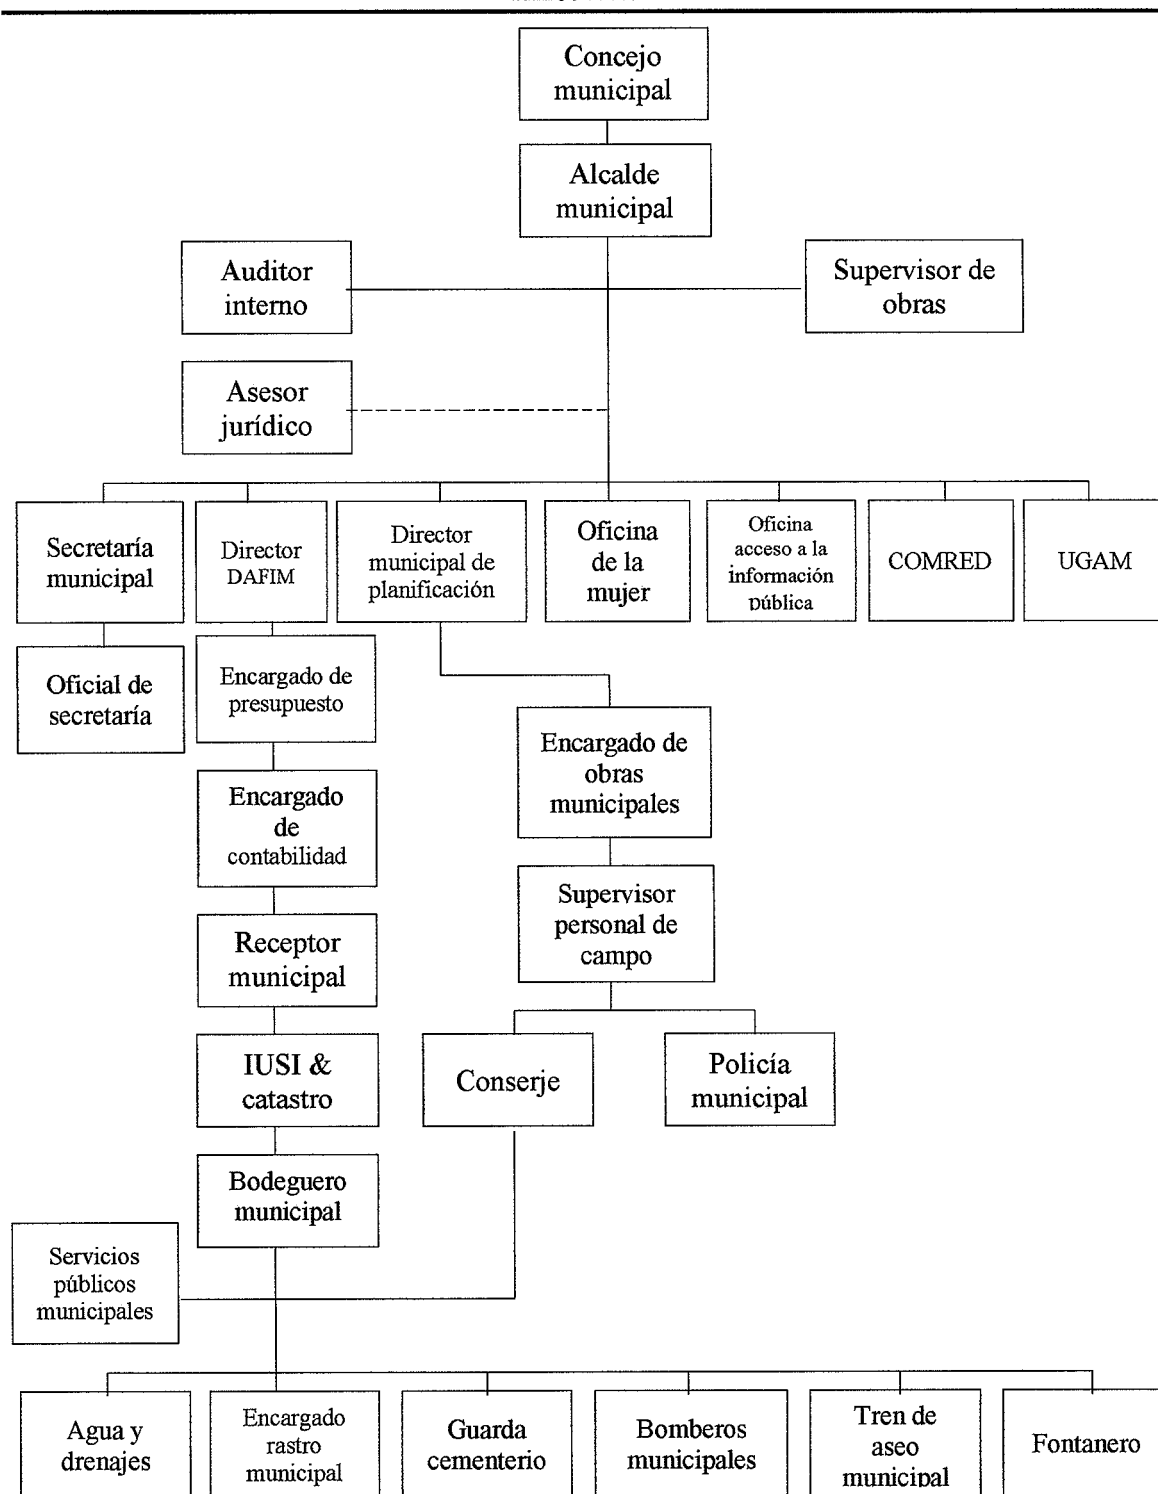 Concejo
municipal
Alcalde
municipal
Auditor
interno
Supervisor de
obras
Asesor
jurídico
Secretaría
municipal
Director
DAFIM
Director
municipal de
planificación
Oficina
de la
mujer
Oficina
acceso a la
información
pública
COMRED
UGAM
Oficial de
secretaría
Encargado de
presupuesto
Encargado de
obras
municipales
Encargado
de
contabilidad
Supervisor
personal de
campo
Receptor
municipal
IUSI &
catastro
Conserje
Policía
municipal
Bodeguero
municipal
Servicios
públicos
municipales
Agua y
drenajes
Encargado
rastro
municipal
Guarda
cementerio
Bomberos
municipales
Tren de
aseo
municipal
Fontanero